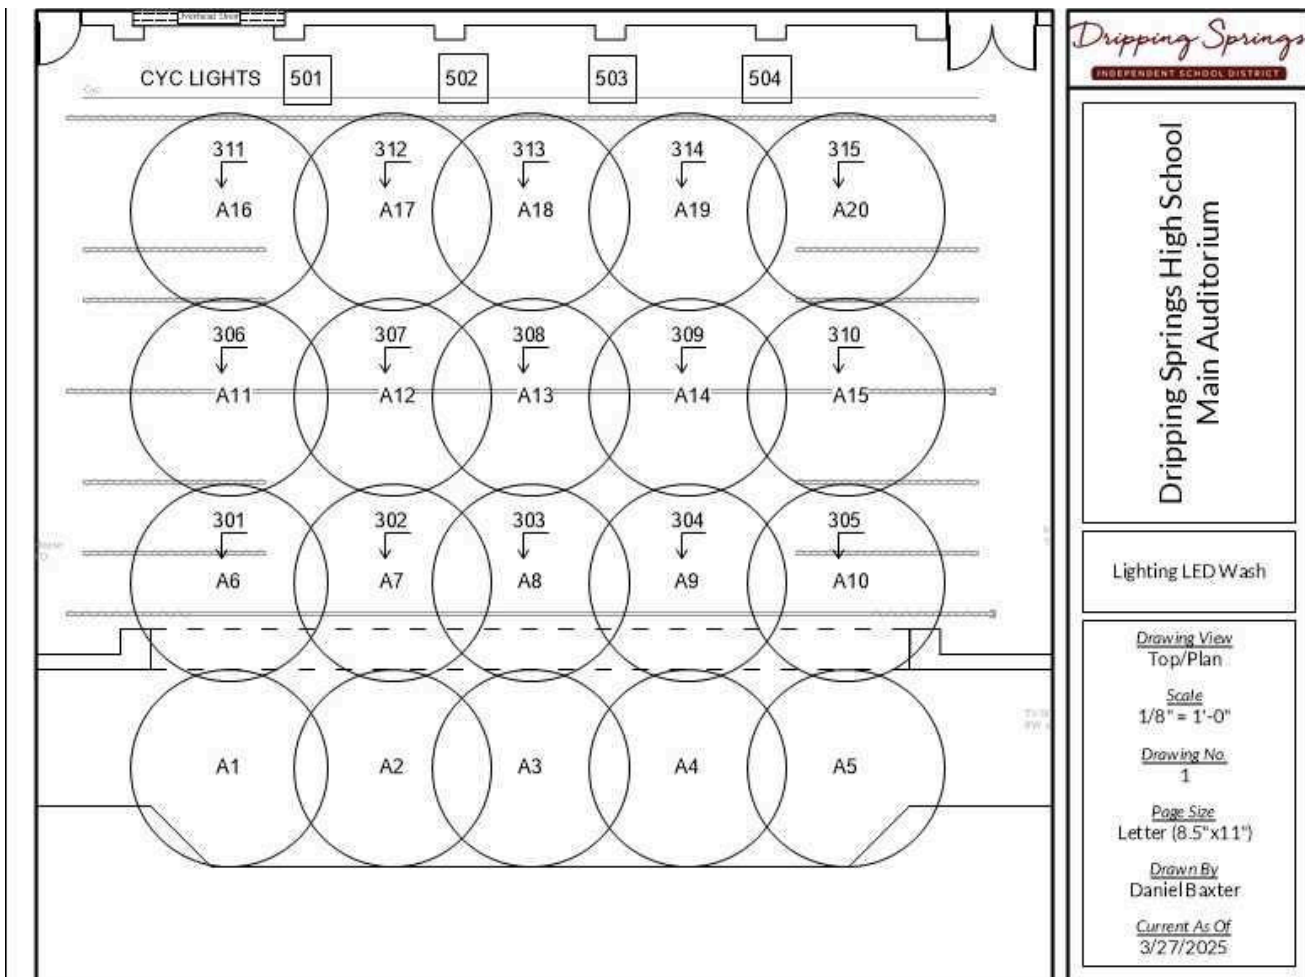 Overhead Door
CYC LIGHTS 501 502 503 504
Cyc
311 312 313 314 315
A16 A17 A18 A19 A20
306 307 308 309 310
A11 A12 A13 A14 A15
301 302 303 304 305
A6 A7 A8 A9 A10
A1 A2 A3 A4 A5
Dripping Springs
INDEPENDENT SCHOOL DISTRICT
Dripping Springs High School
Main Auditorium
Lighting LED Wash
Drawing View
Top/Plan
Scale
1/8" = 1'-0"
Drawing No.
1
Page Size
Letter (8.5"x11")
Drawn By
Daniel Baxter
Current As Of
3/27/2025